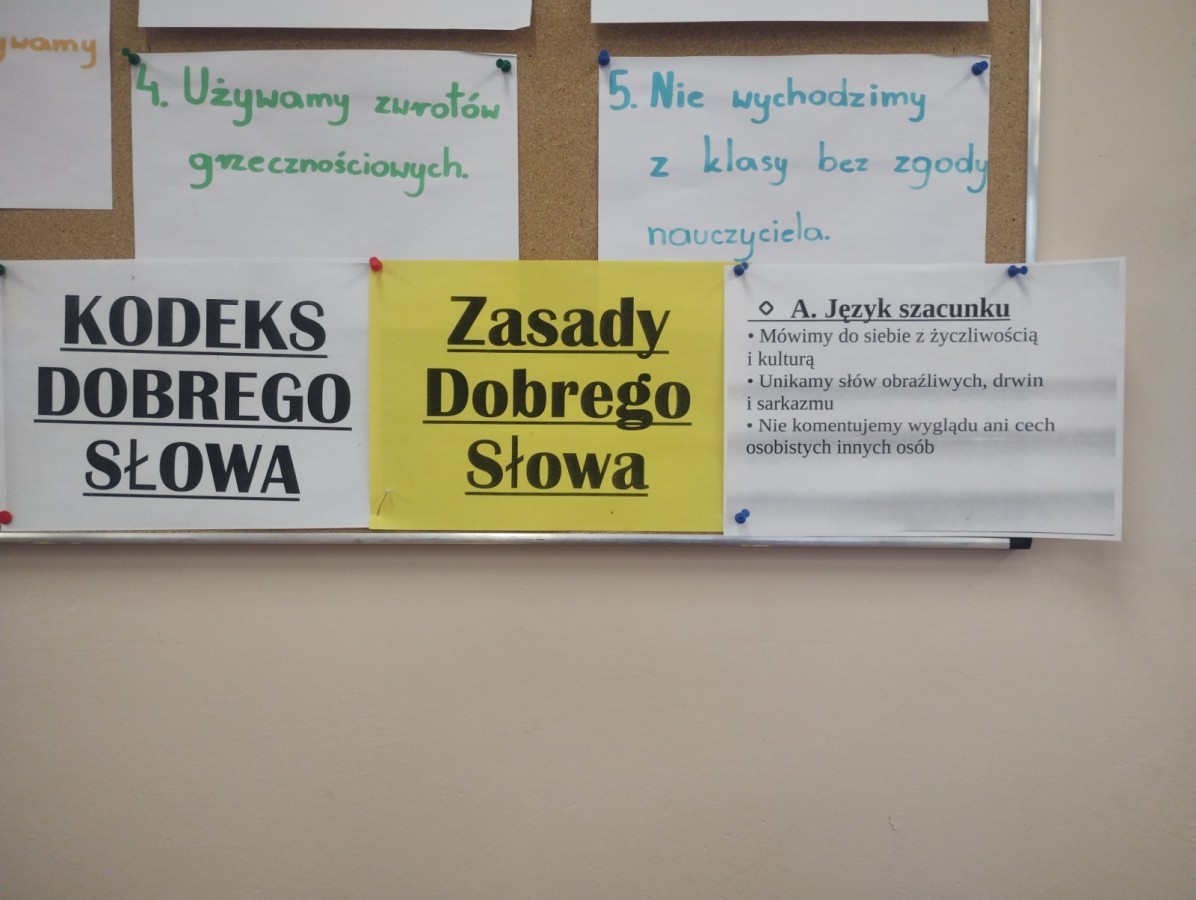 4. Używamy zwrotów
grzecznościowych.
5. Nie wychodzimy
z klasy bez zgody
nauczyciela.
KODEKS
DOBREGO
SŁOWA
Zasady
Dobrego
Słowa
◇ A. Język szacunku
• Mówimy do siebie z życzliwością
i kulturą
• Unikamy słów obraźliwych, drwin
i sarkazmu
• Nie komentujemy wyglądu ani cech
osobistych innych osób